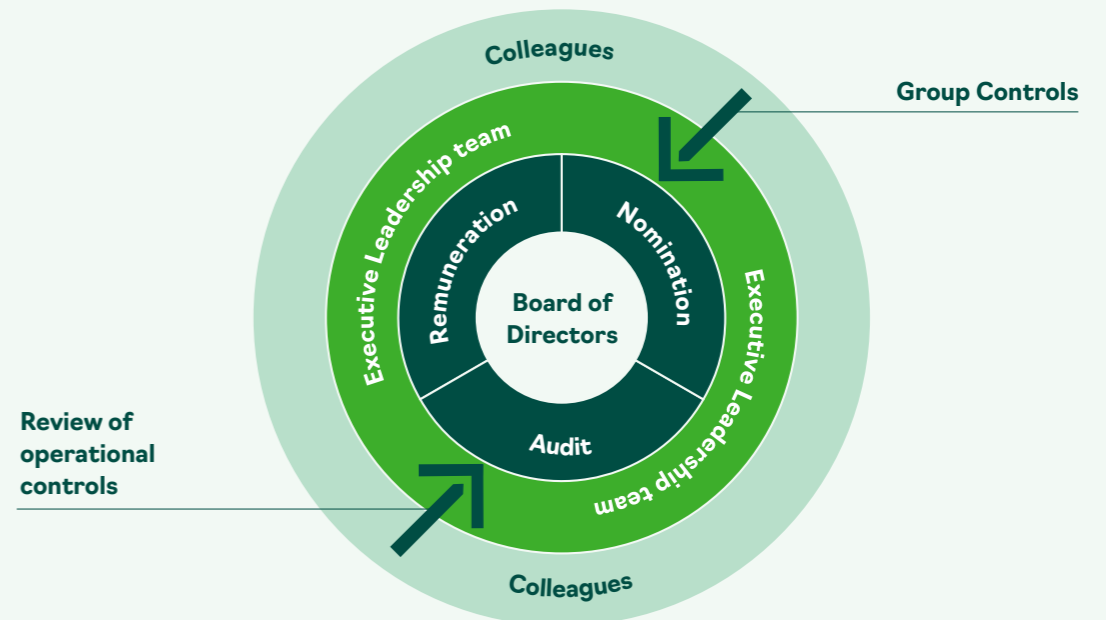 Colleagues
Group Controls
Executive Leadership team
Remuneration
Nomination
Board of
Directors
Executive Leadership team
Audit
Review of
operational
controls
Colleagues